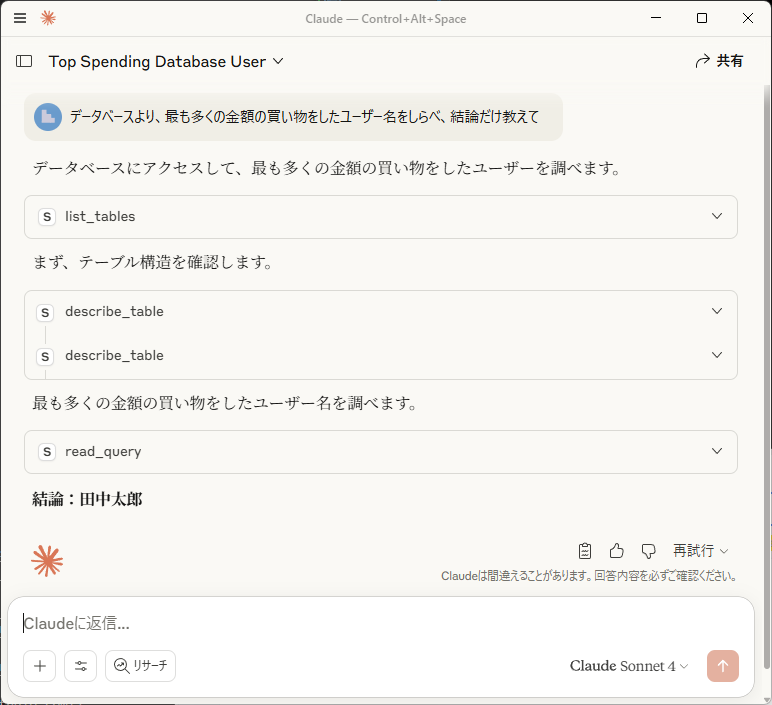 Claude — Control+Alt+Space
Top Spending Database User
共有
データベースより、最も多くの金額の買い物をしたユーザー名をしらべ、結論だけ教えて
データベースにアクセスして、最も多くの金額の買い物をしたユーザーを調べます。
S list_tables
まず、テーブル構造を確認します。
S describe_table
S describe_table
最も多くの金額の買い物をしたユーザー名を調べます。
S read_query
結論：田中太郎
再試行
Claudeは間違えることがあります。回答内容を必ずご確認ください。
Claudeに返信...
リサーチ
Claude Sonnet 4